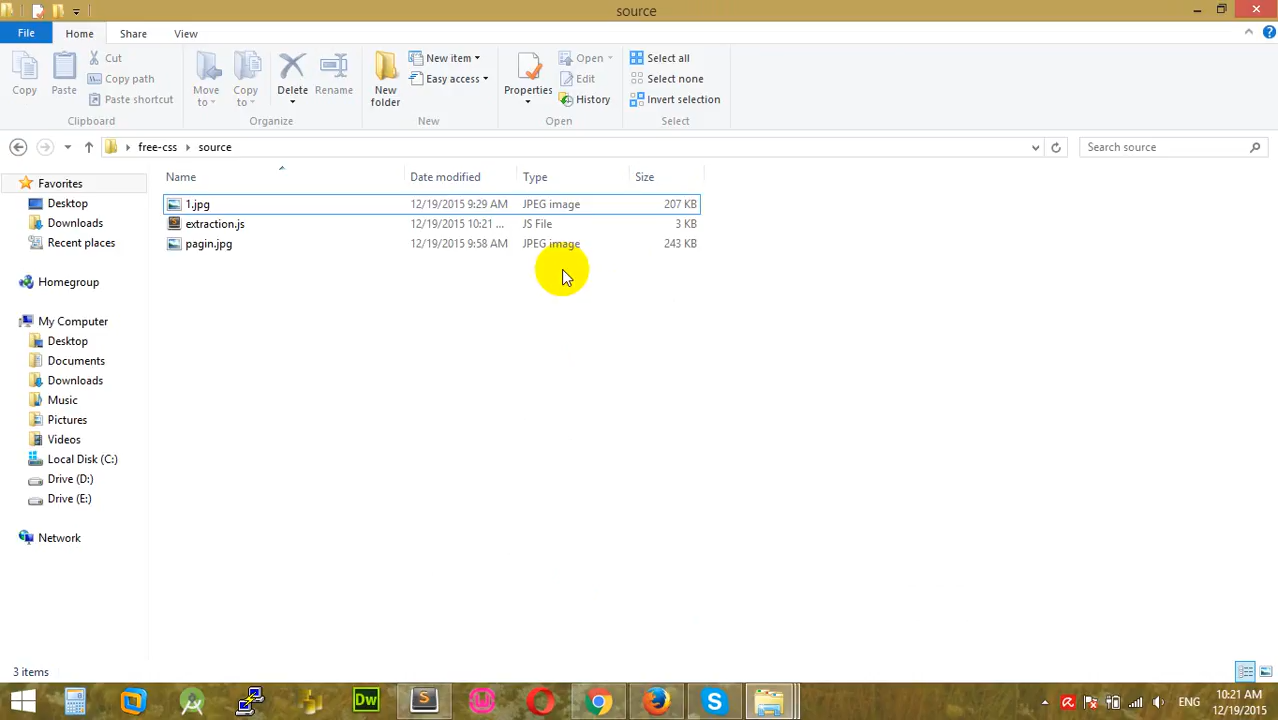 source
File Home Share View
Cut
Copy path
Paste shortcut
Copy Paste
Clipboard
Move to
Copy to
Delete
Rename
Organize
New folder
New item
Easy access
New
Properties
Open
Edit
History
Open
Select all
Select none
Invert selection
Select
free-css source
Search source
Name Date modified Type Size
1.jpg 12/19/2015 9:29 AM JPEG image 207 KB
extraction.js 12/19/2015 10:21 ... JS File 3 KB
pagin.jpg 12/19/2015 9:58 AM JPEG image 243 KB
Favorites
Desktop
Downloads
Recent places
Homegroup
My Computer
Desktop
Documents
Downloads
Music
Pictures
Videos
Local Disk (C:)
Drive (D:)
Drive (E:)
Network
3 items
Dw
S
ENG
10:21 AM
12/19/2015